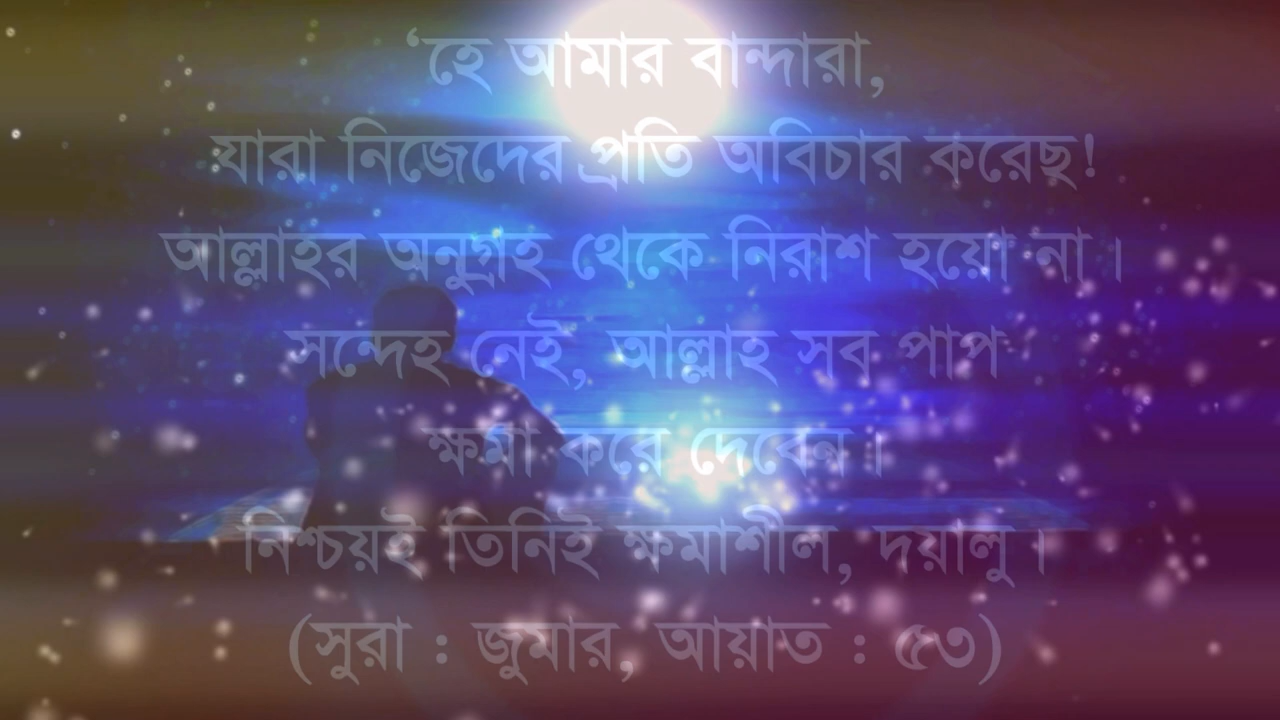 ‘হে আমার বান্দারা,
যারা নিজেদের প্রতি অবিচার করেছ!
আল্লাহর অনুগ্রহ থেকে নিরাশ হয়ো না।
সন্দেহ নেই, আল্লাহ সব পাপ
ক্ষমা করে দেবেন।
নিশ্চয়ই তিনিই ক্ষমাশীল, দয়ালু।
(সুরা : জুমার, আয়াত : ৫৩)